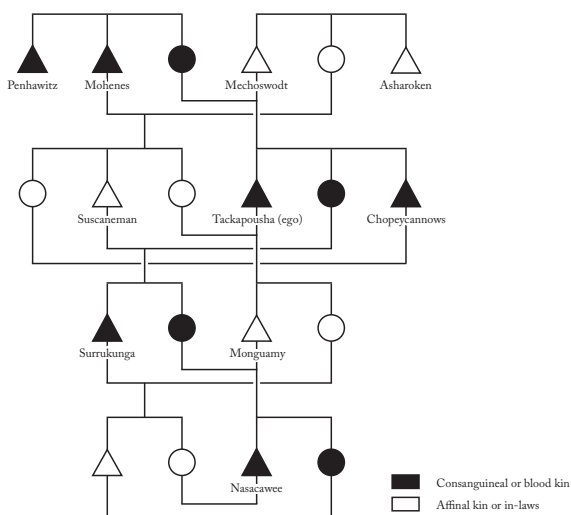 Penhawitz Mohenes Mechoswodt Asharoken
Suscaneman Tackapousha (ego) Chopeycannows
Surrukunga Monguamy
Nasacawee
Consanguineal or blood kin
Affinal kin or in-laws